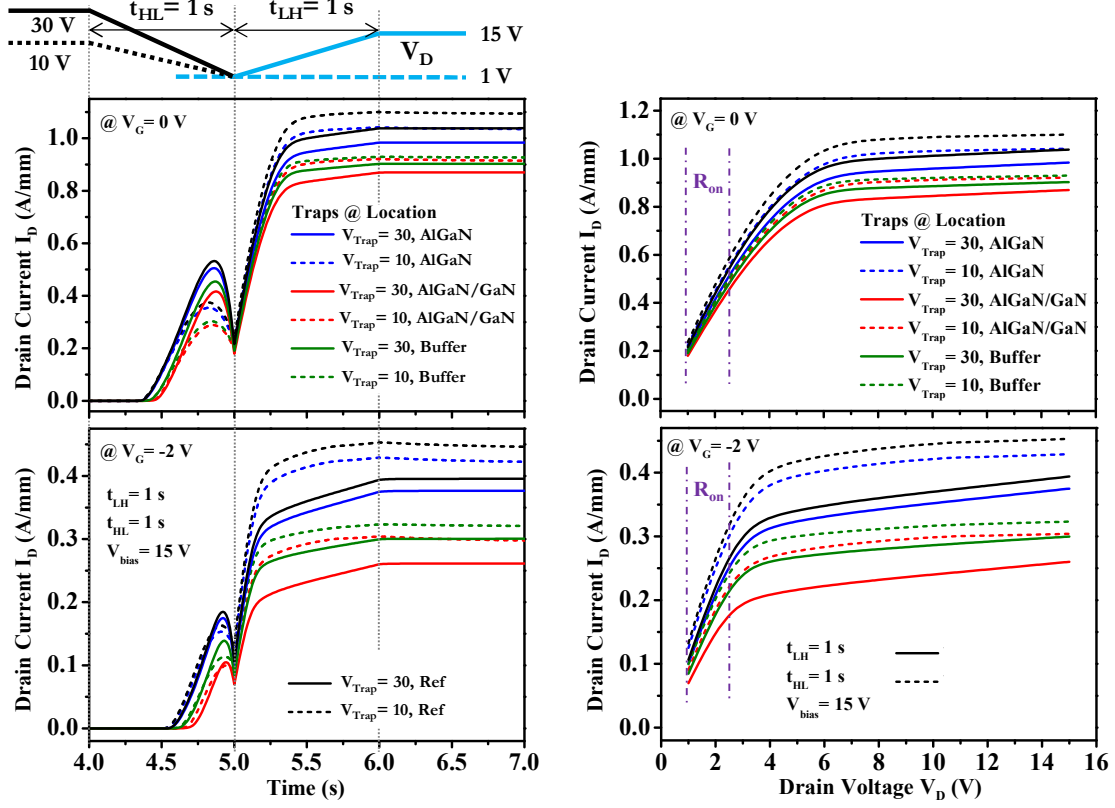 t_HL = 1 s
t_LH = 1 s
30 V
10 V
V_D
15 V
1 V
@ V_G= 0 V
Drain Current I_D (A/mm)
1.0
0.8
0.6
0.4
0.2
0.0
Traps @ Location
V_Trap= 30, AlGaN
V_Trap= 10, AlGaN
V_Trap= 30, AlGaN/GaN
V_Trap= 10, AlGaN/GaN
V_Trap= 30, Buffer
V_Trap= 10, Buffer
@ V_G= -2 V
t_LH= 1 s
t_HL= 1 s
V_bias= 15 V
Drain Current I_D (A/mm)
0.4
0.3
0.2
0.1
0.0
V_Trap= 30, Ref
V_Trap= 10, Ref
4.0 4.5 5.0 5.5 6.0 6.5 7.0
Time (s)
@ V_G= 0 V
R_on
Drain Current I_D (A/mm)
1.2
1.0
0.8
0.6
0.4
0.2
0.0
Traps @ Location
V_Trap= 30, AlGaN
V_Trap= 10, AlGaN
V_Trap= 30, AlGaN/GaN
V_Trap= 10, AlGaN/GaN
V_Trap= 30, Buffer
V_Trap= 10, Buffer
@ V_G= -2 V
R_on
Drain Current I_D (A/mm)
0.4
0.3
0.2
0.1
0.0
t_LH= 1 s
t_HL= 1 s
V_bias= 15 V
0 2 4 6 8 10 12 14 16
Drain Voltage V_D (V)